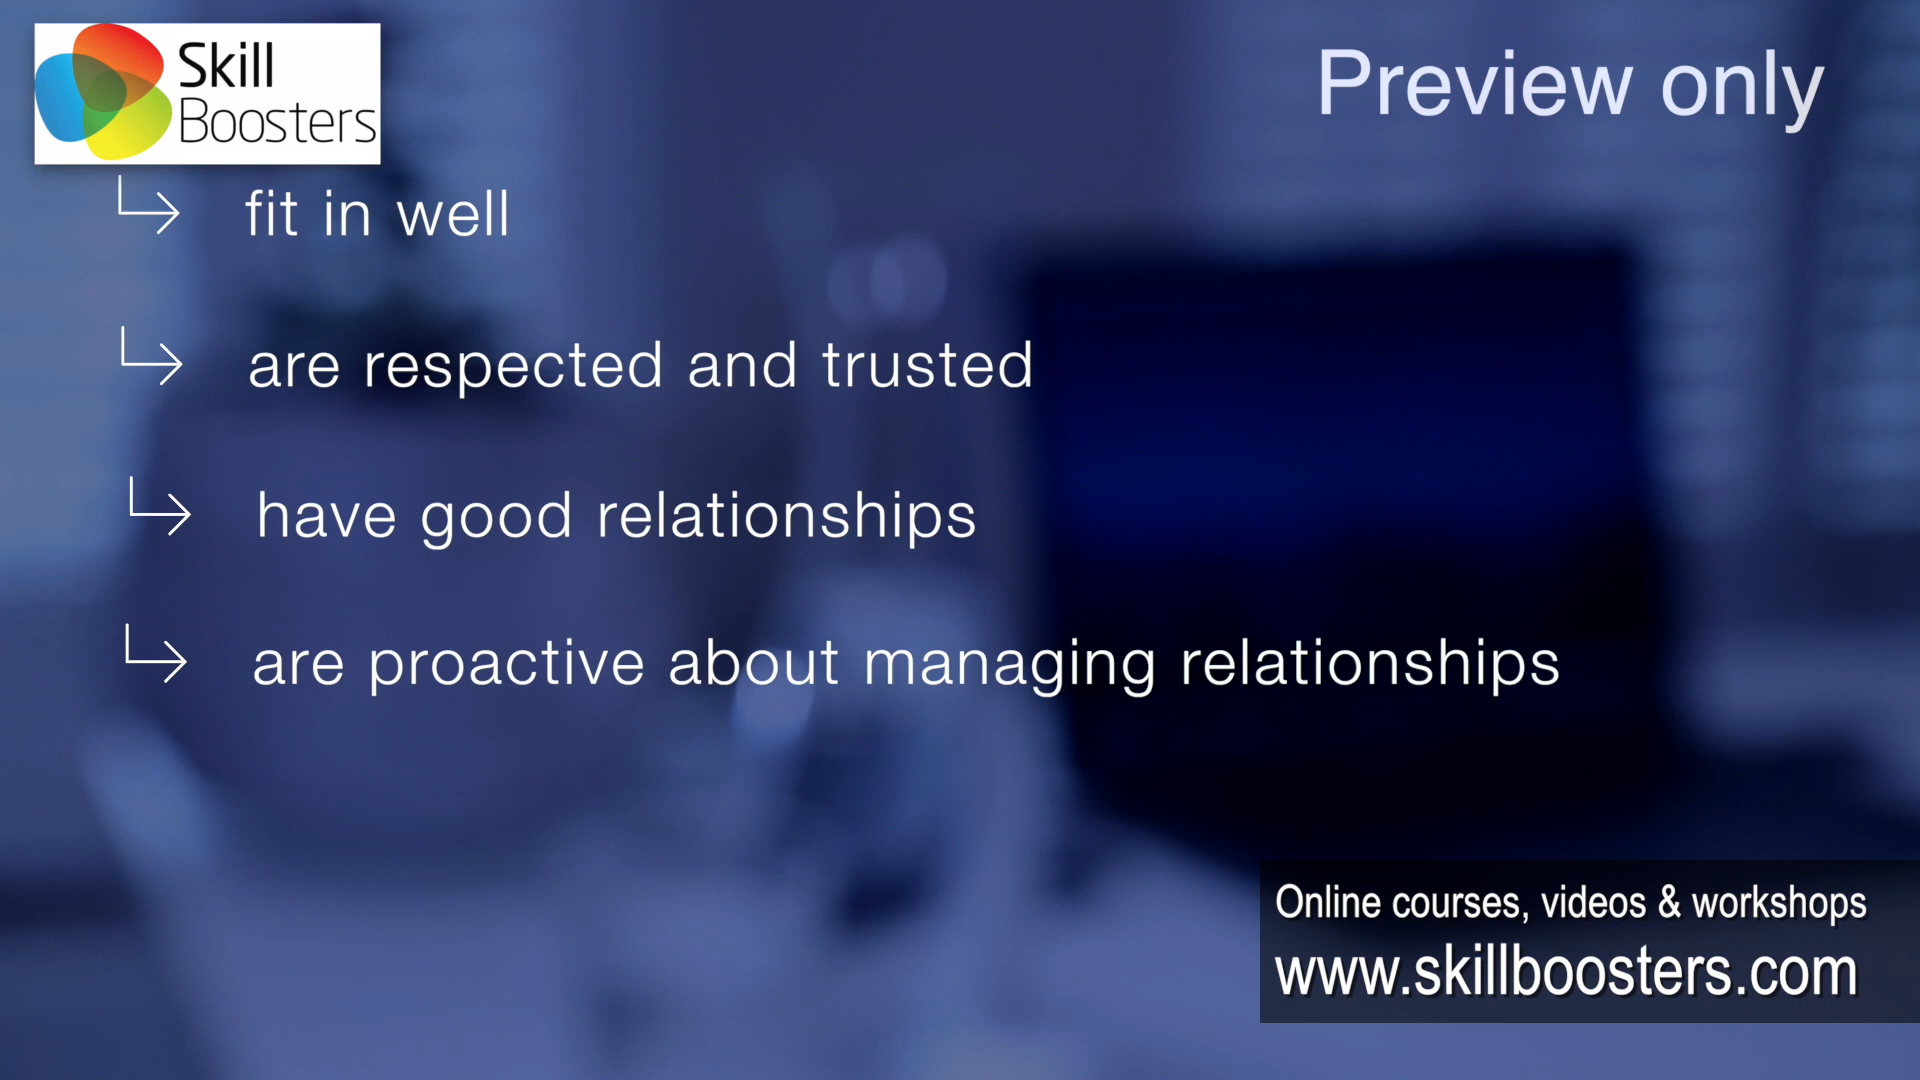 Skill
Boosters
Preview only
fit in well
are respected and trusted
have good relationships
are proactive about managing relationships
Online courses, videos & workshops
www.skillboosters.com